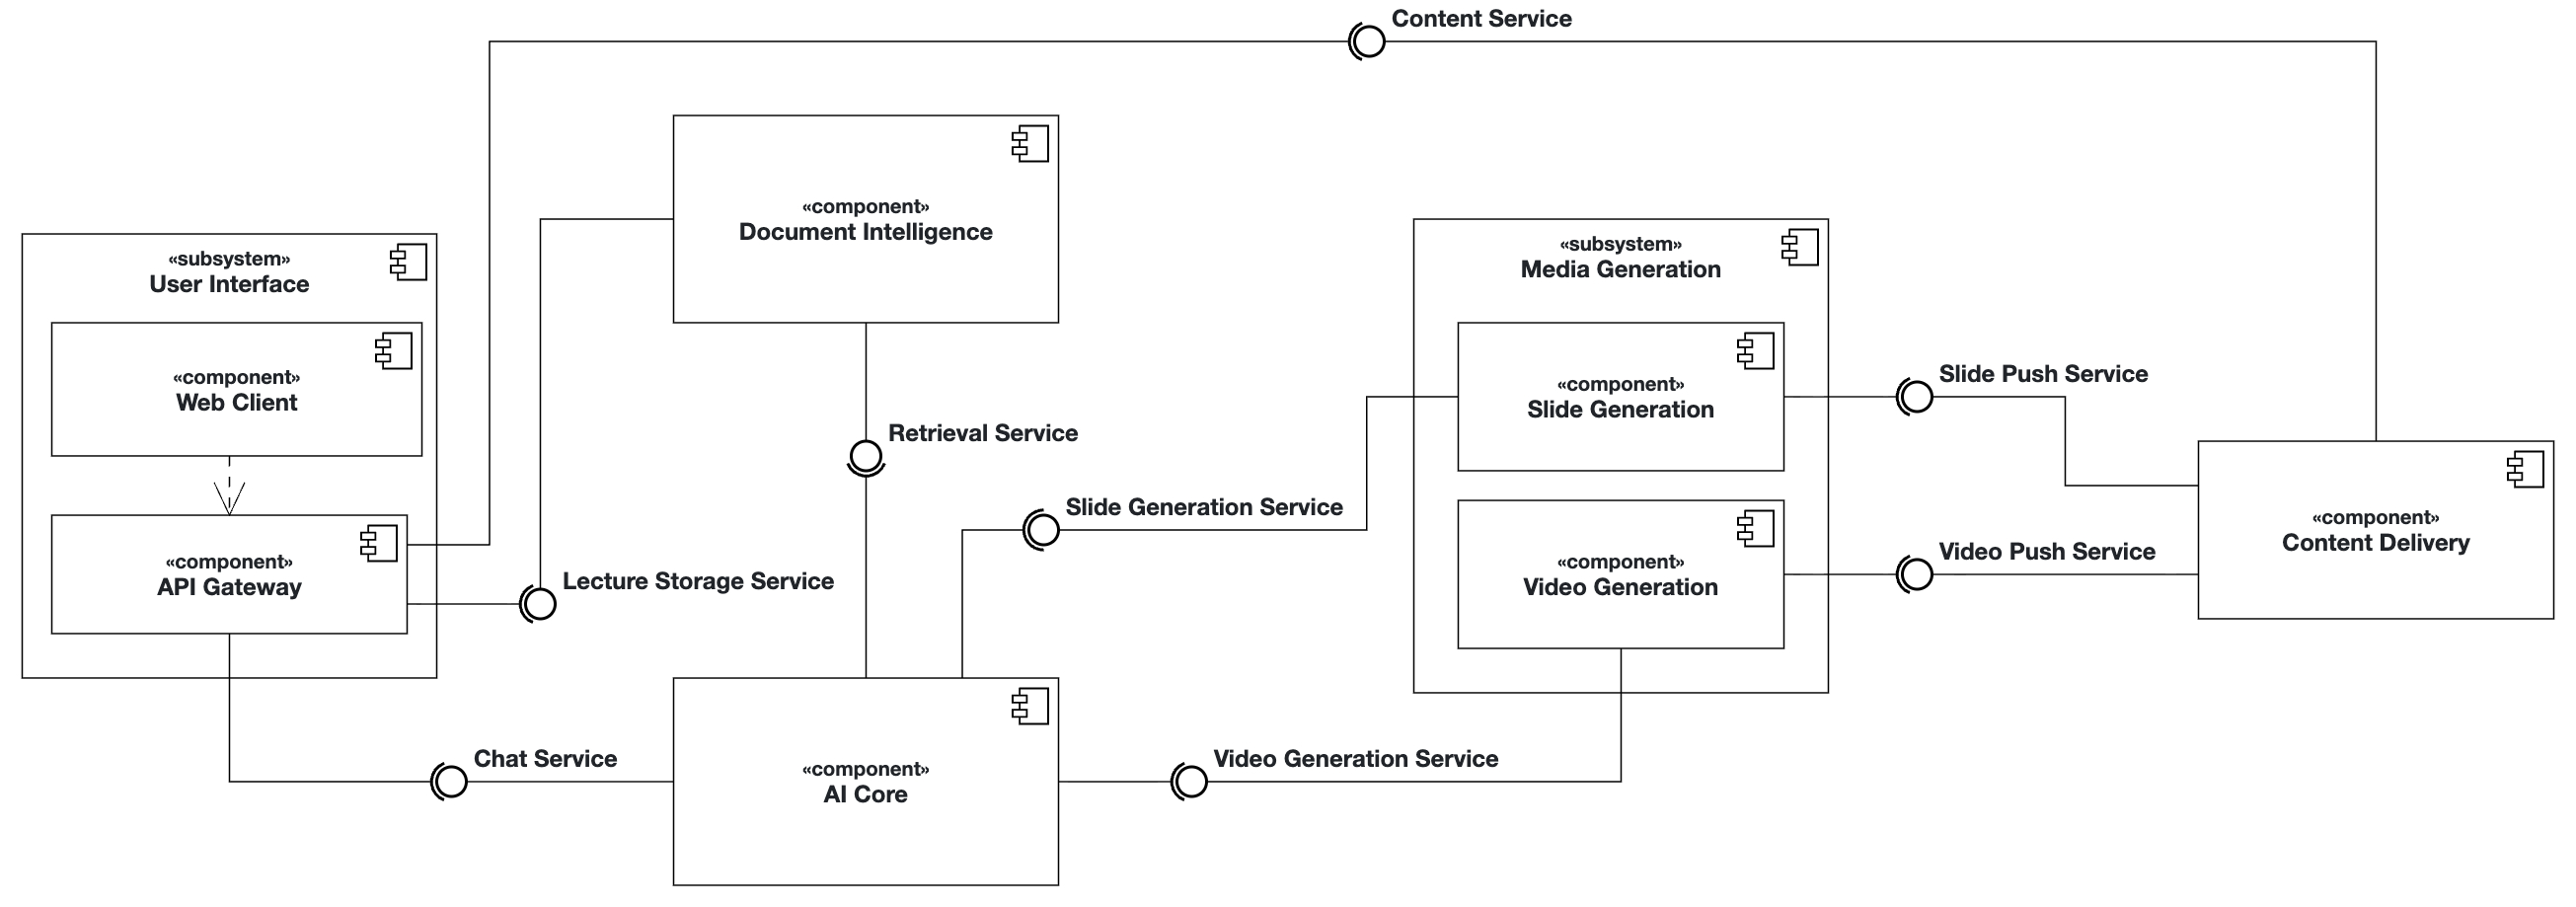 Content Service
«component»
Document Intelligence
«subsystem»
User Interface
«component»
Web Client
«component»
API Gateway
Lecture Storage Service
Retrieval Service
Slide Generation Service
«subsystem»
Media Generation
«component»
Slide Generation
«component»
Video Generation
Slide Push Service
Video Push Service
«component»
Content Delivery
Chat Service
«component»
AI Core
Video Generation Service